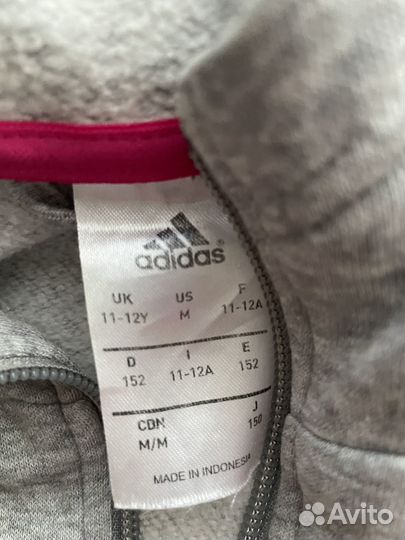 adidas
UK US F
11-12Y M 11-12A
D I E
152 11-12A 152
CDN J
M/M 150
MADE IN INDONESIA
Avito